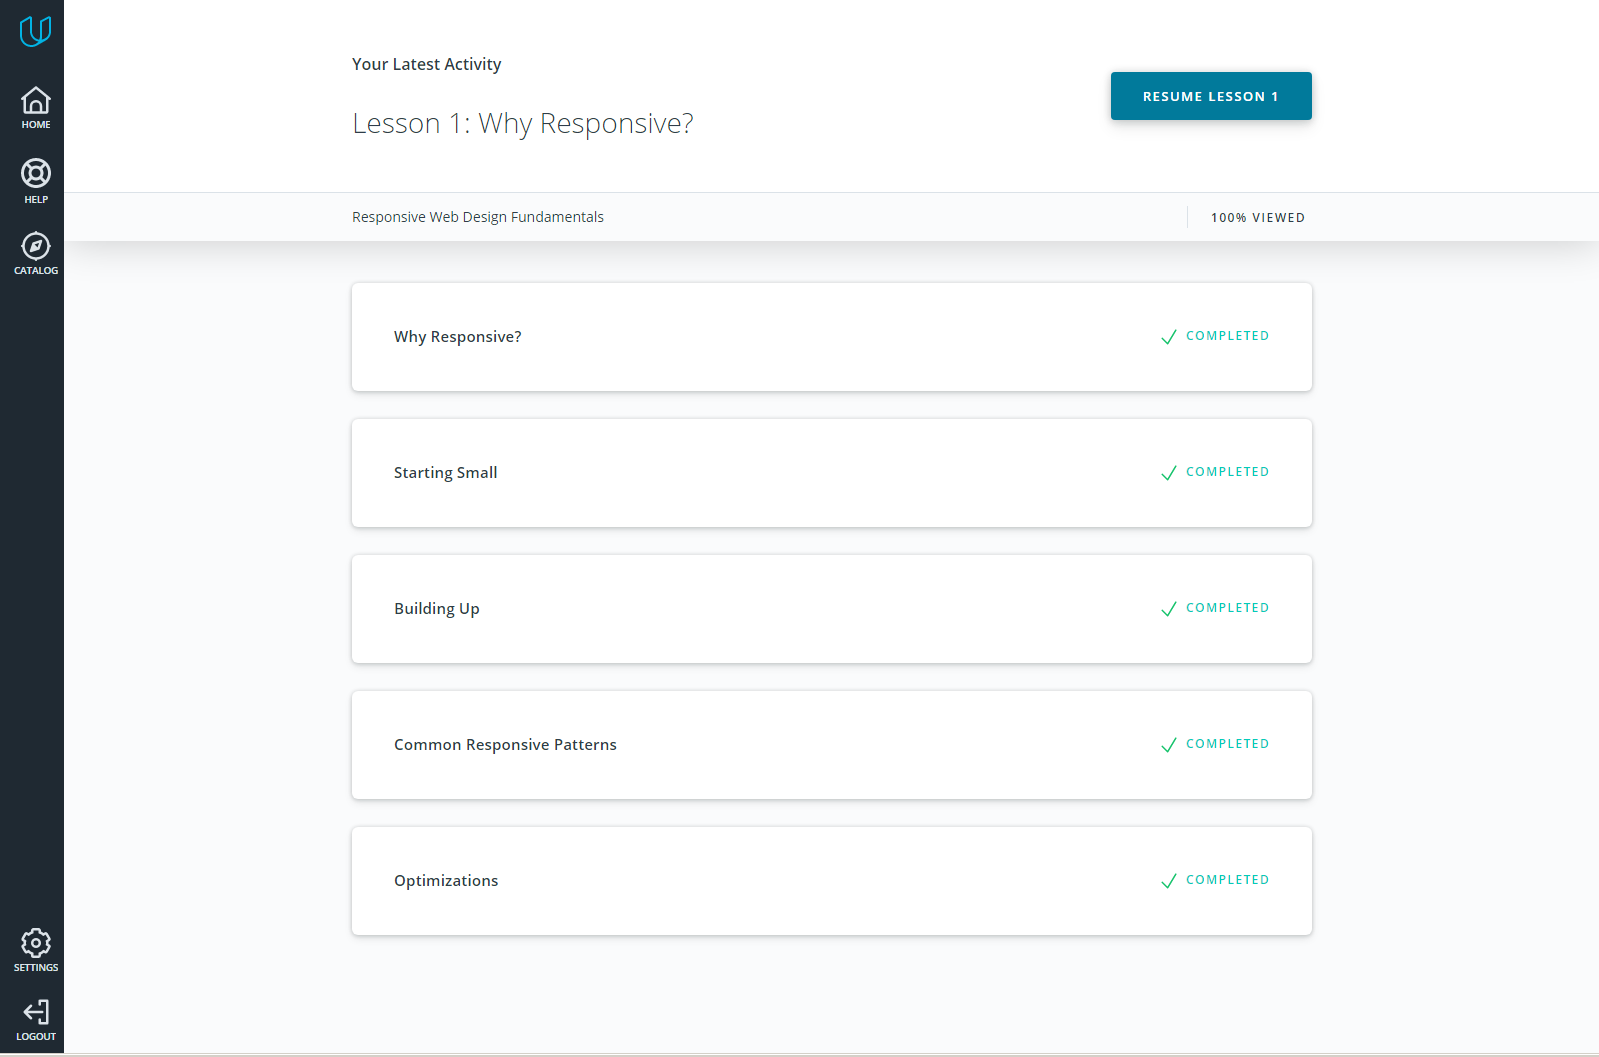 HOME
HELP
CATALOG
SETTINGS
LOGOUT
Your Latest Activity
Lesson 1: Why Responsive?
RESUME LESSON 1
Responsive Web Design Fundamentals
100% VIEWED
Why Responsive?
COMPLETED
Starting Small
COMPLETED
Building Up
COMPLETED
Common Responsive Patterns
COMPLETED
Optimizations
COMPLETED